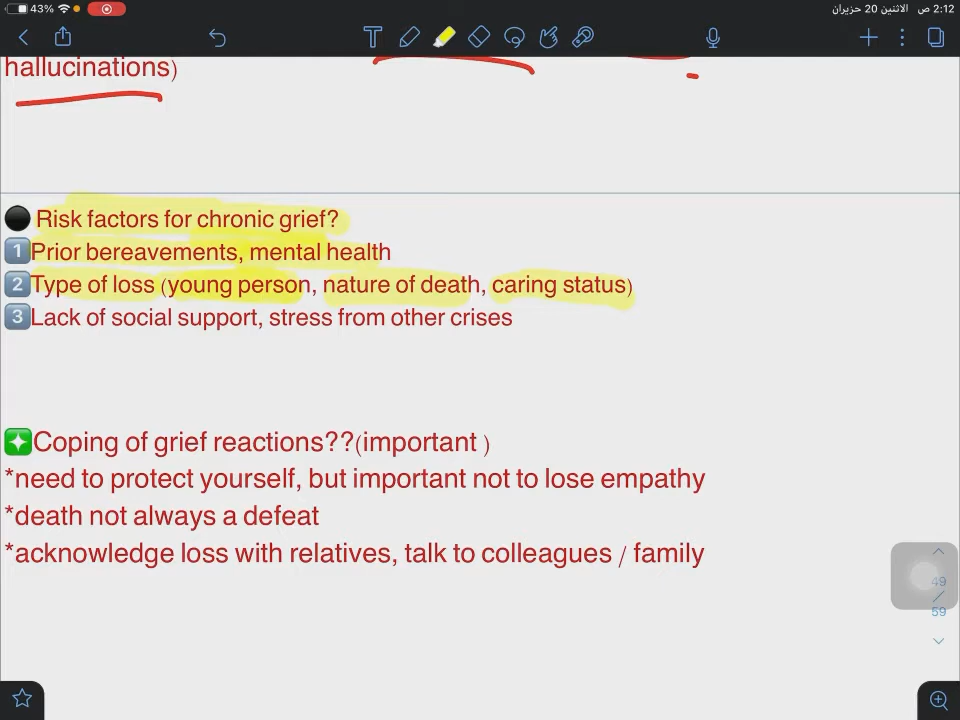 43%
2:12 ص الاثنين 20 حزيران
hallucinations)
Risk factors for chronic grief?
1 Prior bereavements, mental health
2 Type of loss (young person, nature of death, caring status)
3 Lack of social support, stress from other crises
Coping of grief reactions??(important )
*need to protect yourself, but important not to lose empathy
*death not always a defeat
*acknowledge loss with relatives, talk to colleagues / family
49
/
59